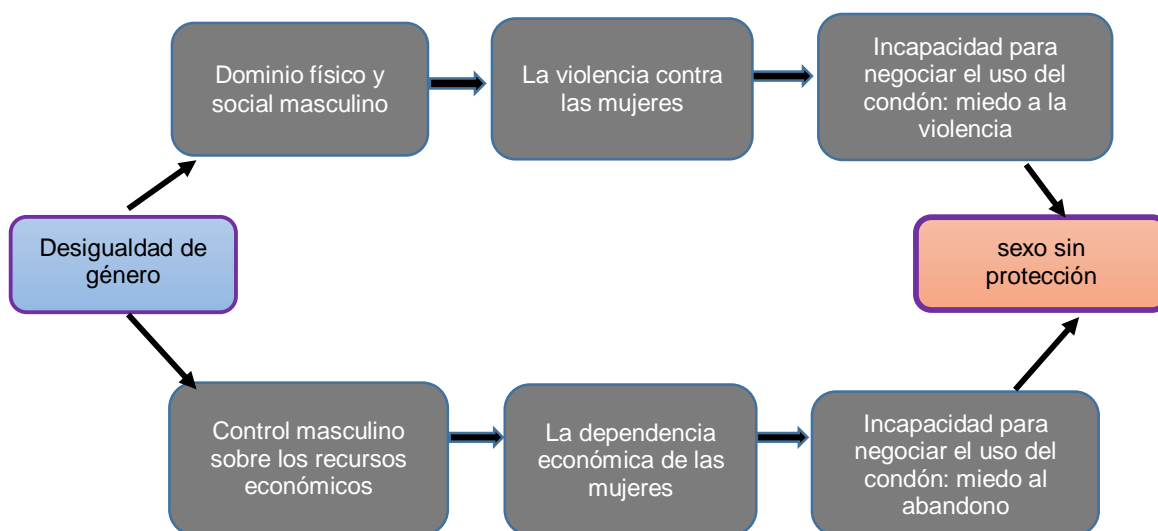 Dominio físico y
social masculino
La violencia contra
las mujeres
Incapacidad para
negociar el uso del
condón: miedo a la
violencia
Desigualdad de
género
sexo sin
protección
Control masculino
sobre los recursos
económicos
La dependencia
económica de las
mujeres
Incapacidad para
negociar el uso del
condón: miedo al
abandono